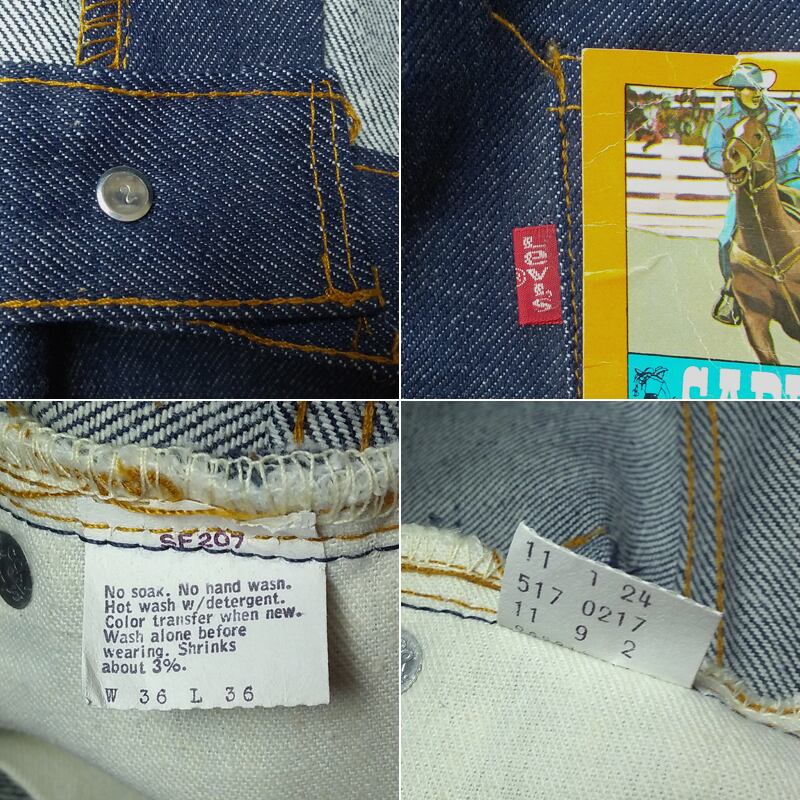 2
LEVI'S
®
SE207
No soak. No hand wash.
Hot wash w/detergent.
Color transfer when new.
Wash alone before
wearing. Shrinks
about 3%.
W 36 L 36
11 1 24
517 0217
11 9 2